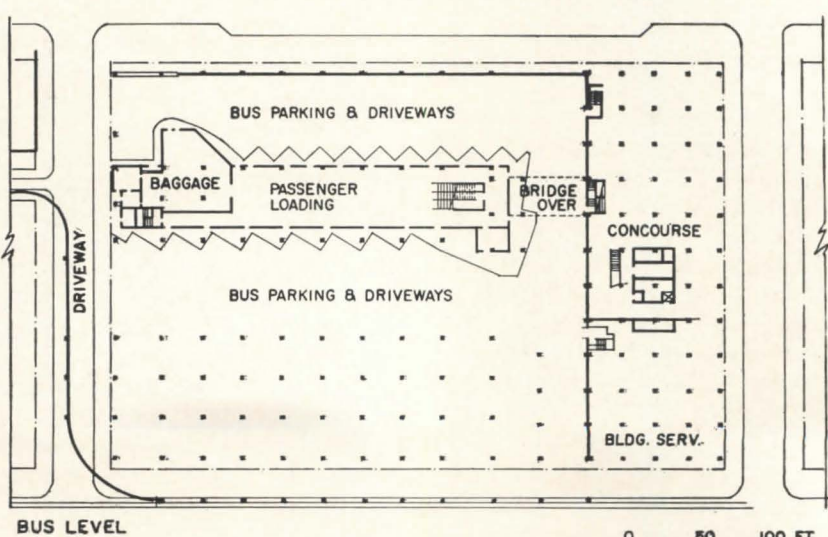 BUS PARKING & DRIVEWAYS
BAGGAGE
PASSENGER
LOADING
BRIDGE
OVER
CONCOURSE
DRIVEWAY
BUS PARKING & DRIVEWAYS
BLDG. SERV.
BUS LEVEL
0 50 100 FT.